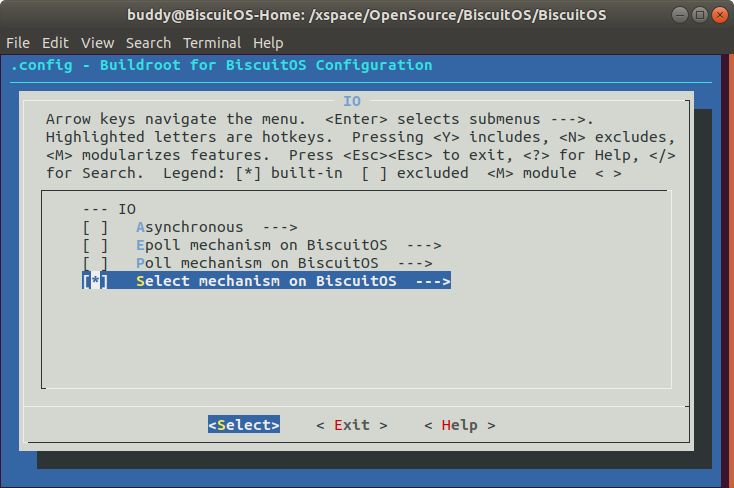 buddy@BiscuitOS-Home: /xspace/OpenSource/BiscuitOS/BiscuitOS
File Edit View Search Terminal Help
.config - Buildroot for BiscuitOS Configuration
IO
Arrow keys navigate the menu.  <Enter> selects submenus --->.
Highlighted letters are hotkeys.  Pressing <Y> includes, <N> excludes,
<M> modularizes features.  Press <Esc><Esc> to exit, <?> for Help, </>
for Search.  Legend: [*] built-in  [ ] excluded  <M> module  < >
--- IO
[ ]   Asynchronous  --->
[ ]   Epoll mechanism on BiscuitOS  --->
[ ]   Poll mechanism on BiscuitOS  --->
[*]   Select mechanism on BiscuitOS  --->
<Select>    < Exit >    < Help >